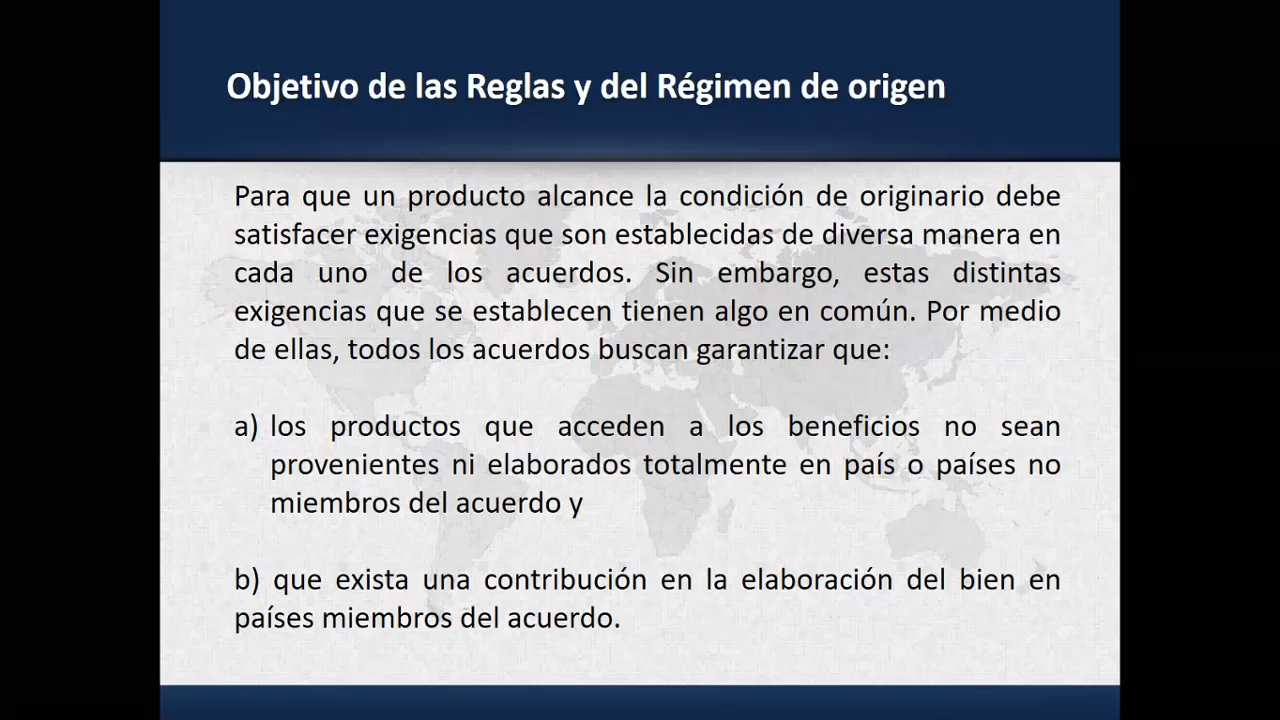 Objetivo de las Reglas y del Régimen de origen
Para que un producto alcance la condición de originario debe
satisfacer exigencias que son establecidas de diversa manera en
cada uno de los acuerdos. Sin embargo, estas distintas
exigencias que se establecen tienen algo en común. Por medio
de ellas, todos los acuerdos buscan garantizar que:
a) los productos que acceden a los beneficios no sean
provenientes ni elaborados totalmente en país o países no
miembros del acuerdo y
b) que exista una contribución en la elaboración del bien en
países miembros del acuerdo.